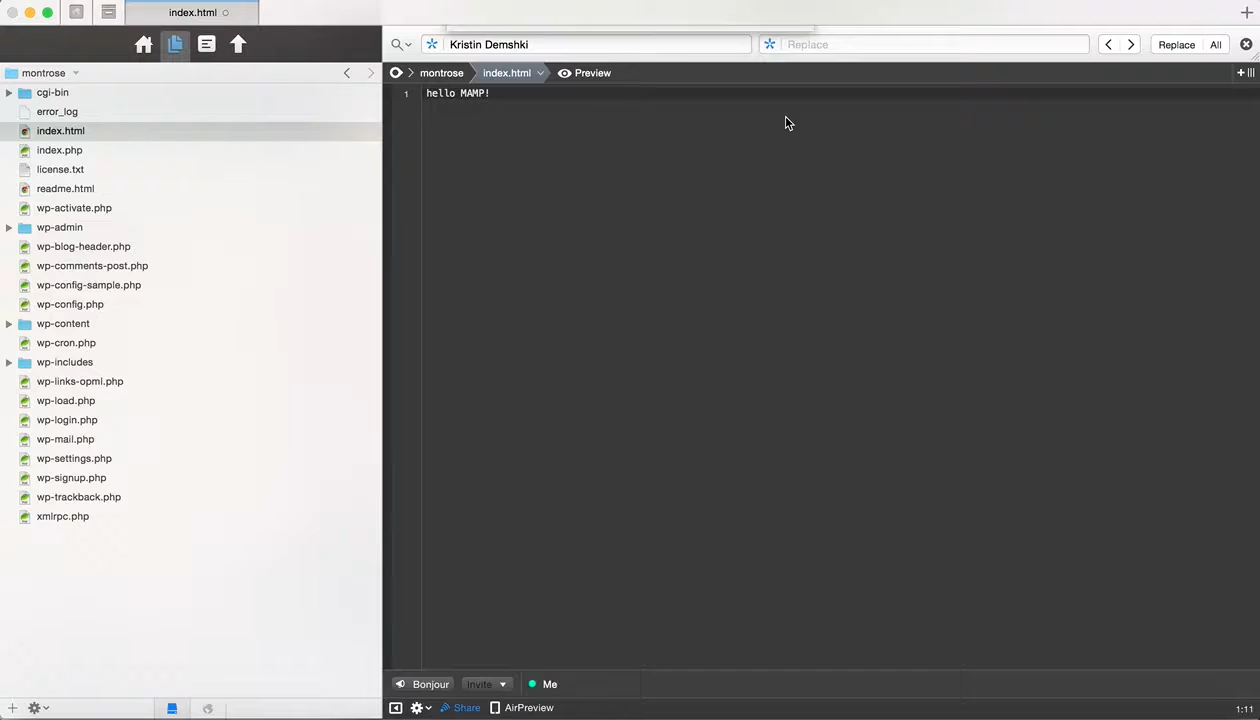 index.html
Kristin Demshki
Replace
Replace
All
montrose
montrose
index.html
Preview
cgi-bin
error_log
index.html
index.php
license.txt
readme.html
wp-activate.php
wp-admin
wp-blog-header.php
wp-comments-post.php
wp-config-sample.php
wp-config.php
wp-content
wp-cron.php
wp-includes
wp-links-opml.php
wp-load.php
wp-login.php
wp-mail.php
wp-settings.php
wp-signup.php
wp-trackback.php
xmlrpc.php
1 hello MAMP!
Bonjour
Invite
Me
Share
AirPreview
1:11